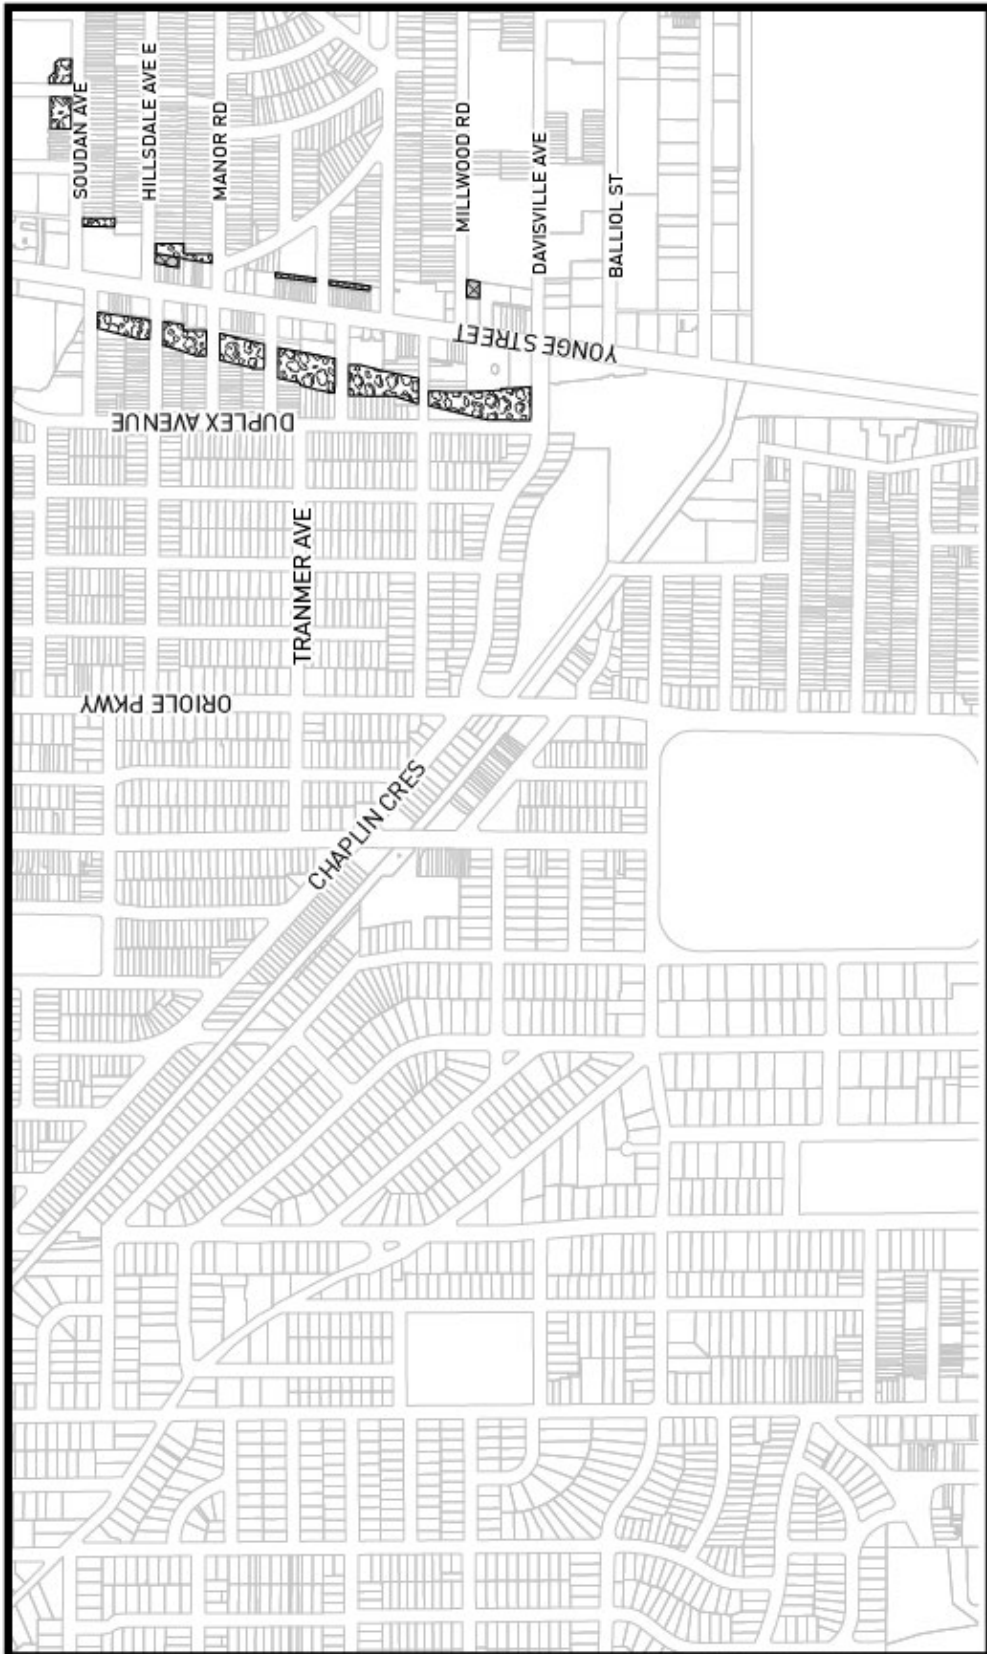 SOUDAN AVE
HILLSDALE AVE E
MANOR RD
MILLWOOD RD
DAVISVILLE AVE
BALLIOL ST
YONGE STREET
DUPLEX AVENUE
TRANMER AVE
ORIOLE PKWY
CHAPLIN CRES